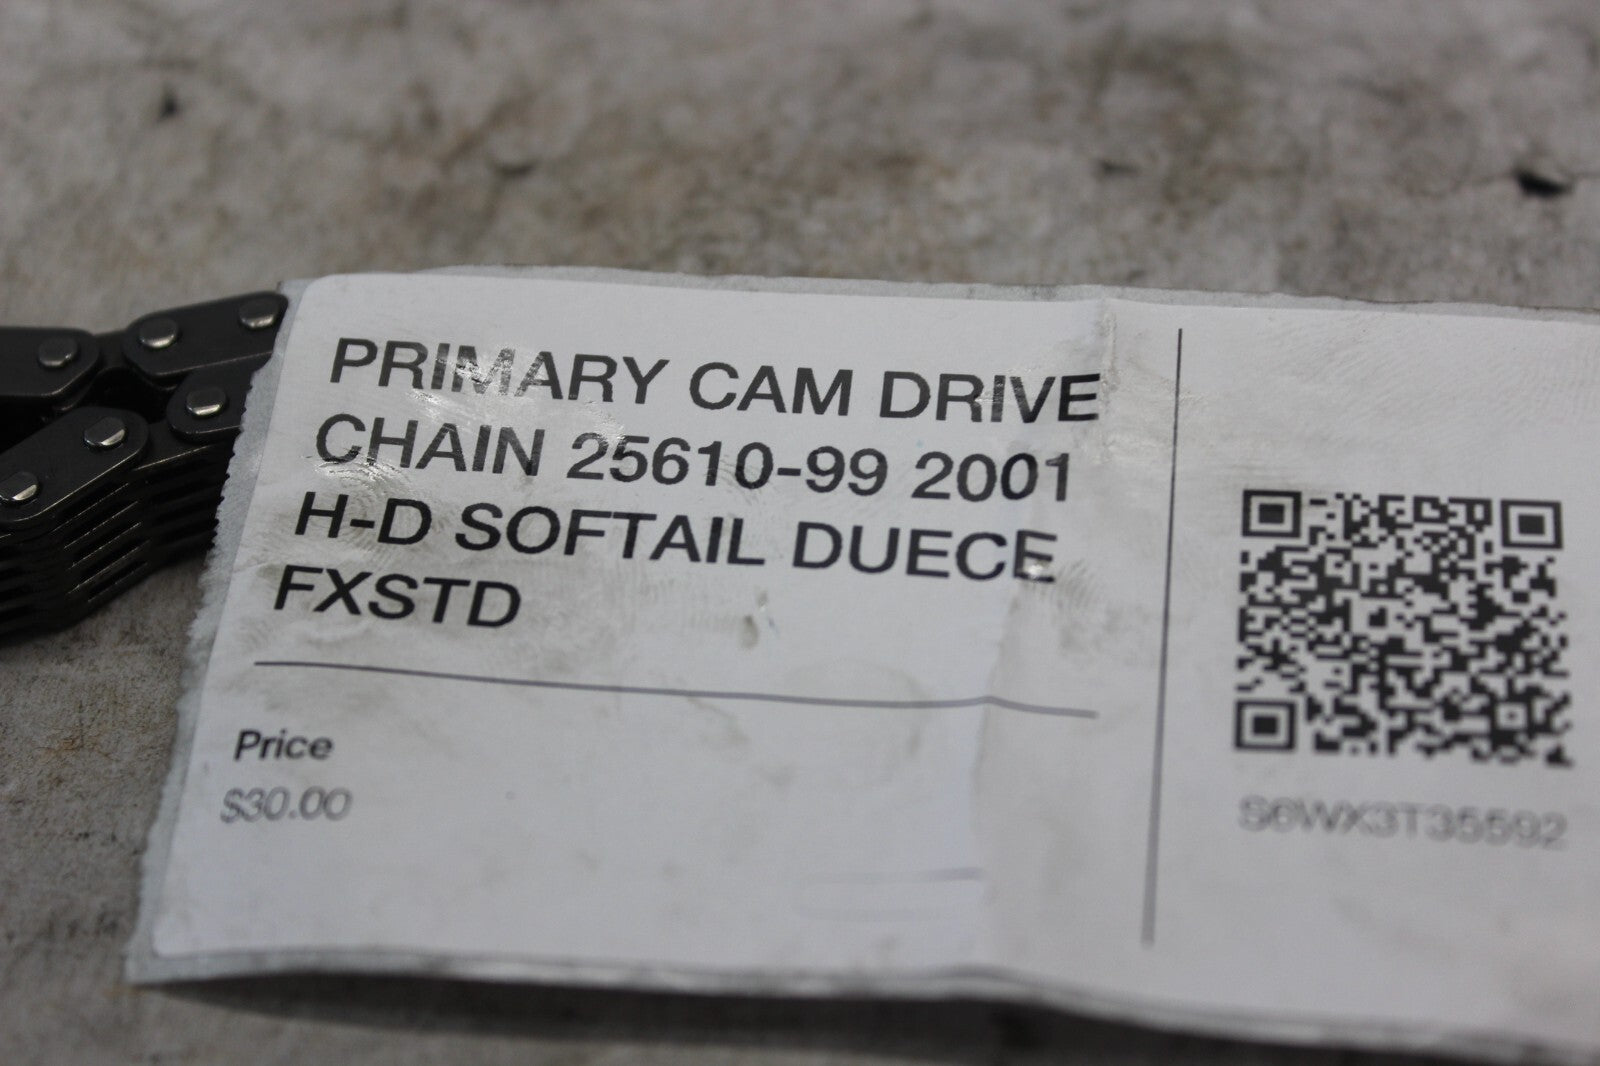 PRIMARY CAM DRIVE
CHAIN 25610-99 2001
H-D SOFTAIL DUECE
FXSTD
Price
$30.00
S6WX3T35592